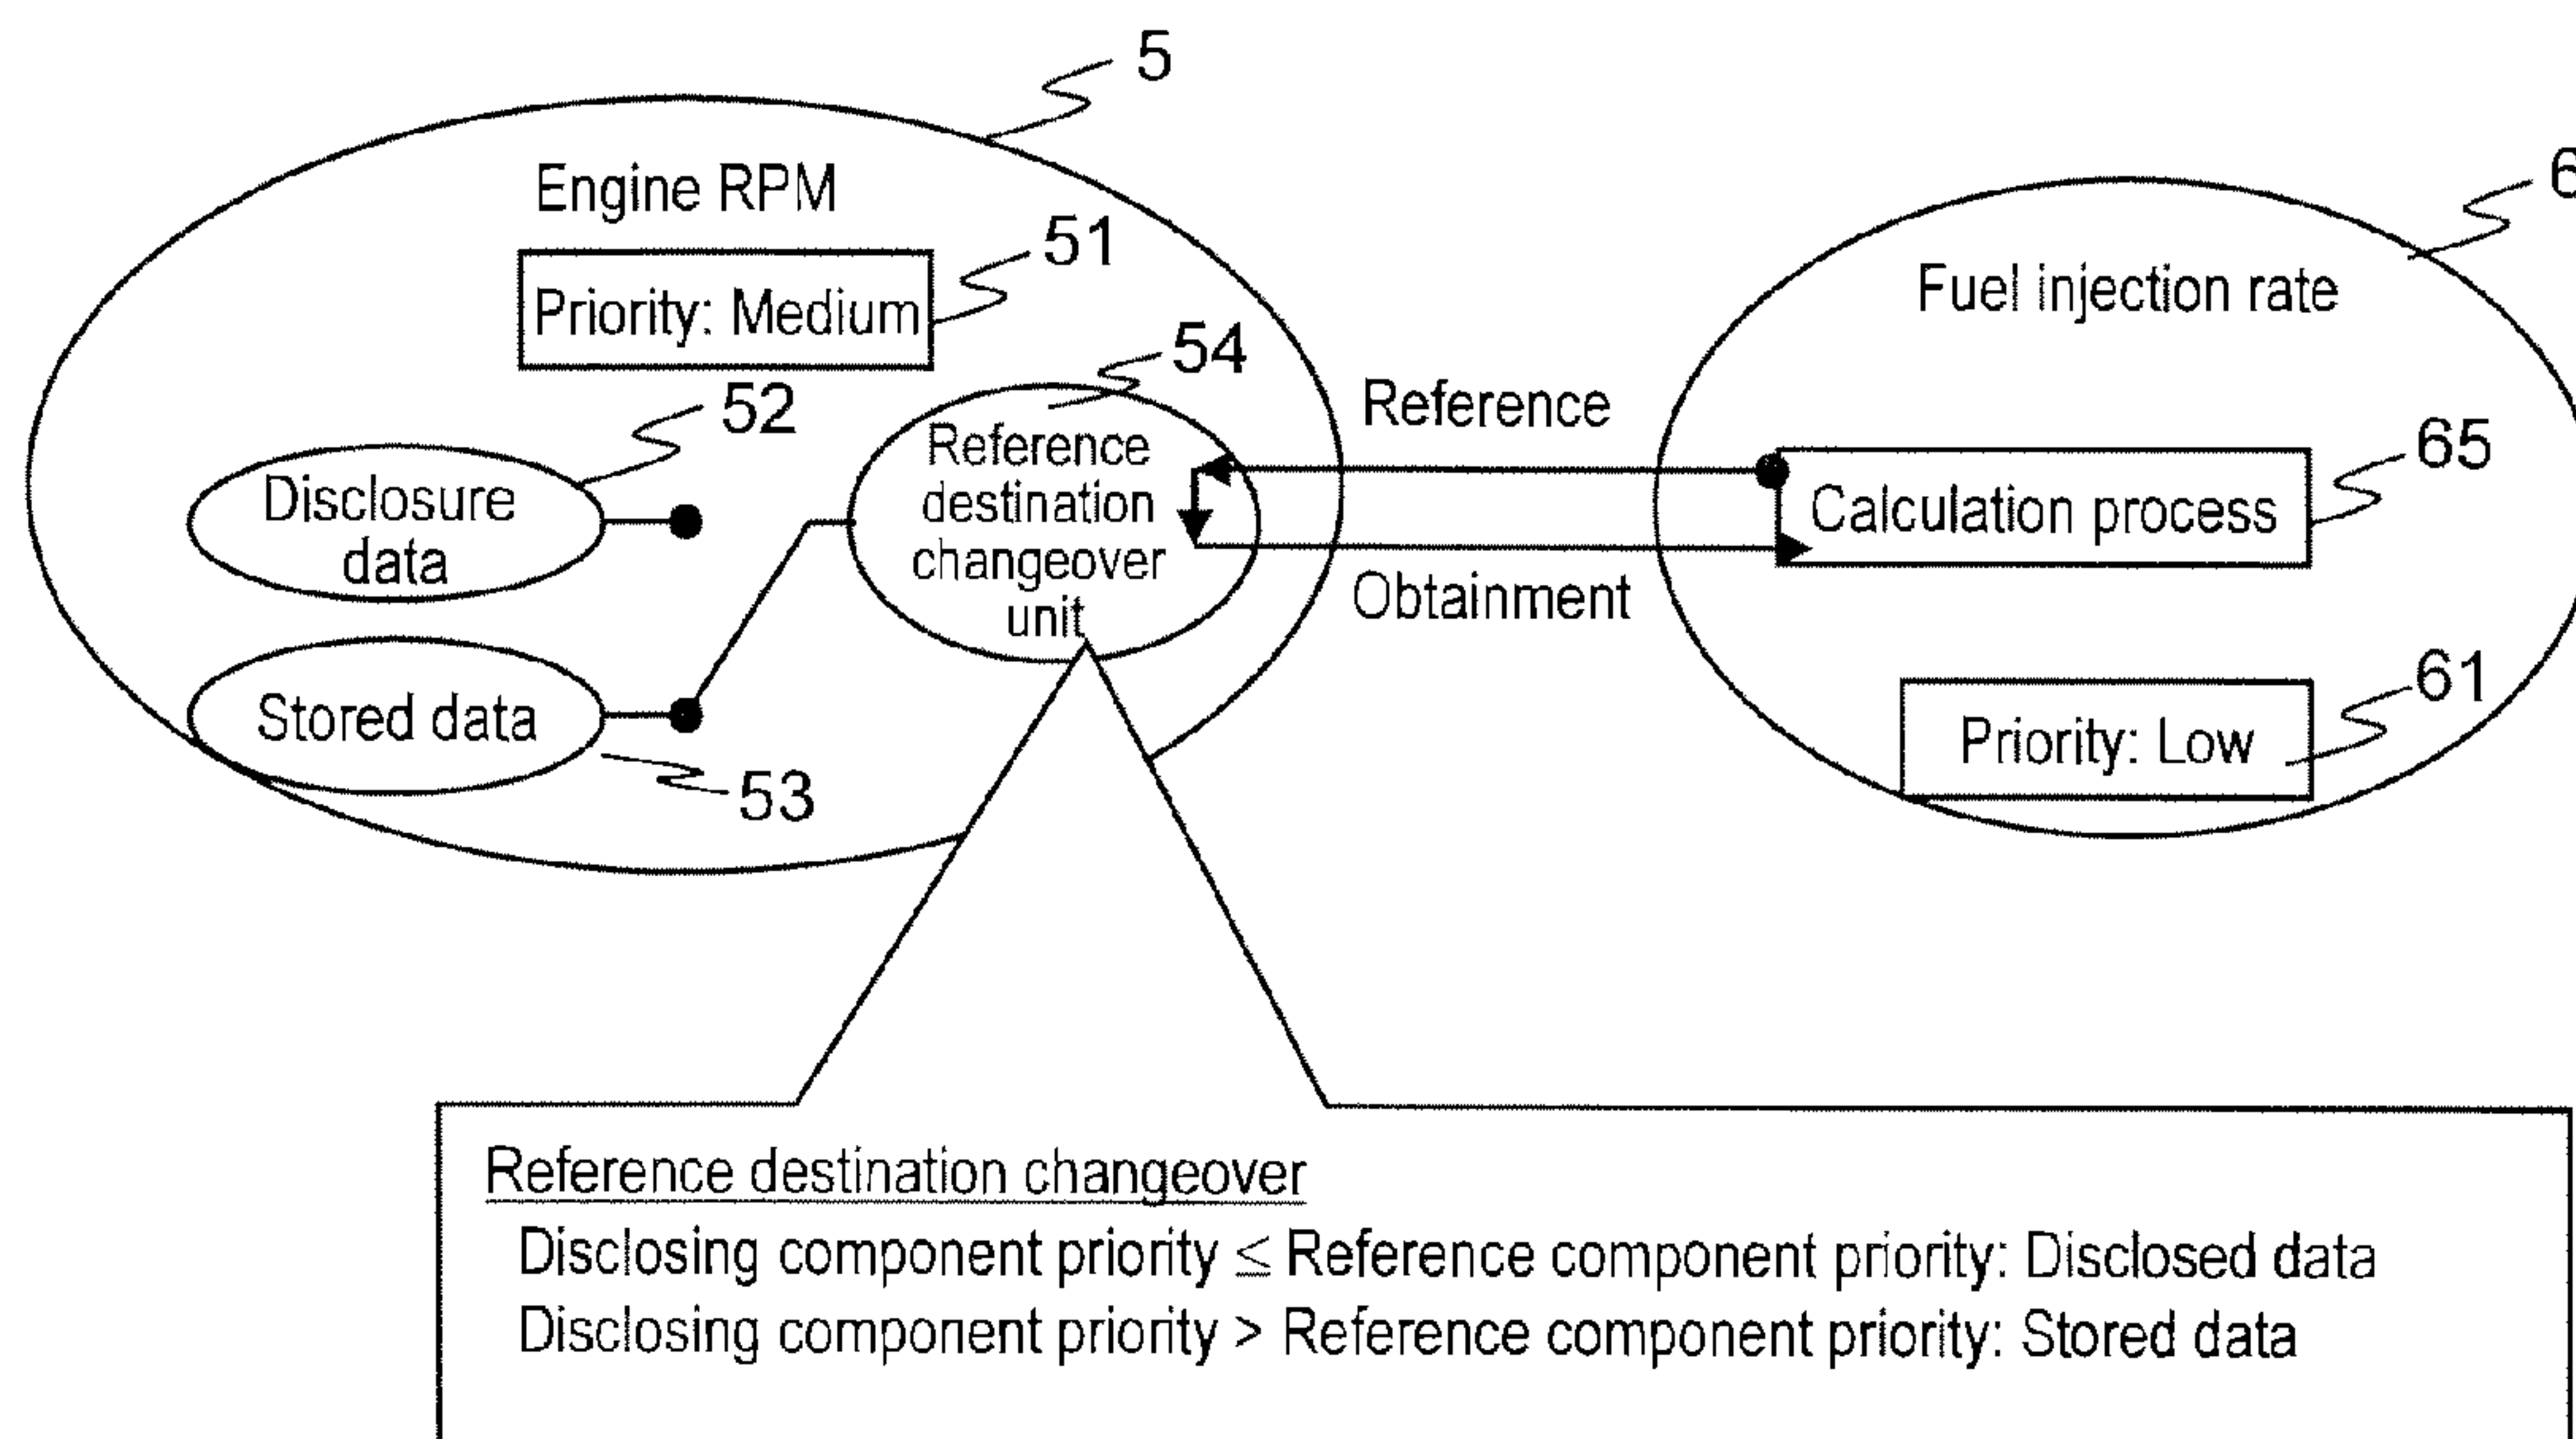 5
Engine RPM
6
51
Priority: Medium
Fuel injection rate
54
52
Reference
Reference
destination
changeover
unit
65
Disclosure
data
Calculation process
Obtainment
Stored data
61
Priority: Low
53
Reference destination changeover
Disclosing component priority ≤ Reference component priority: Disclosed data
Disclosing component priority > Reference component priority: Stored data